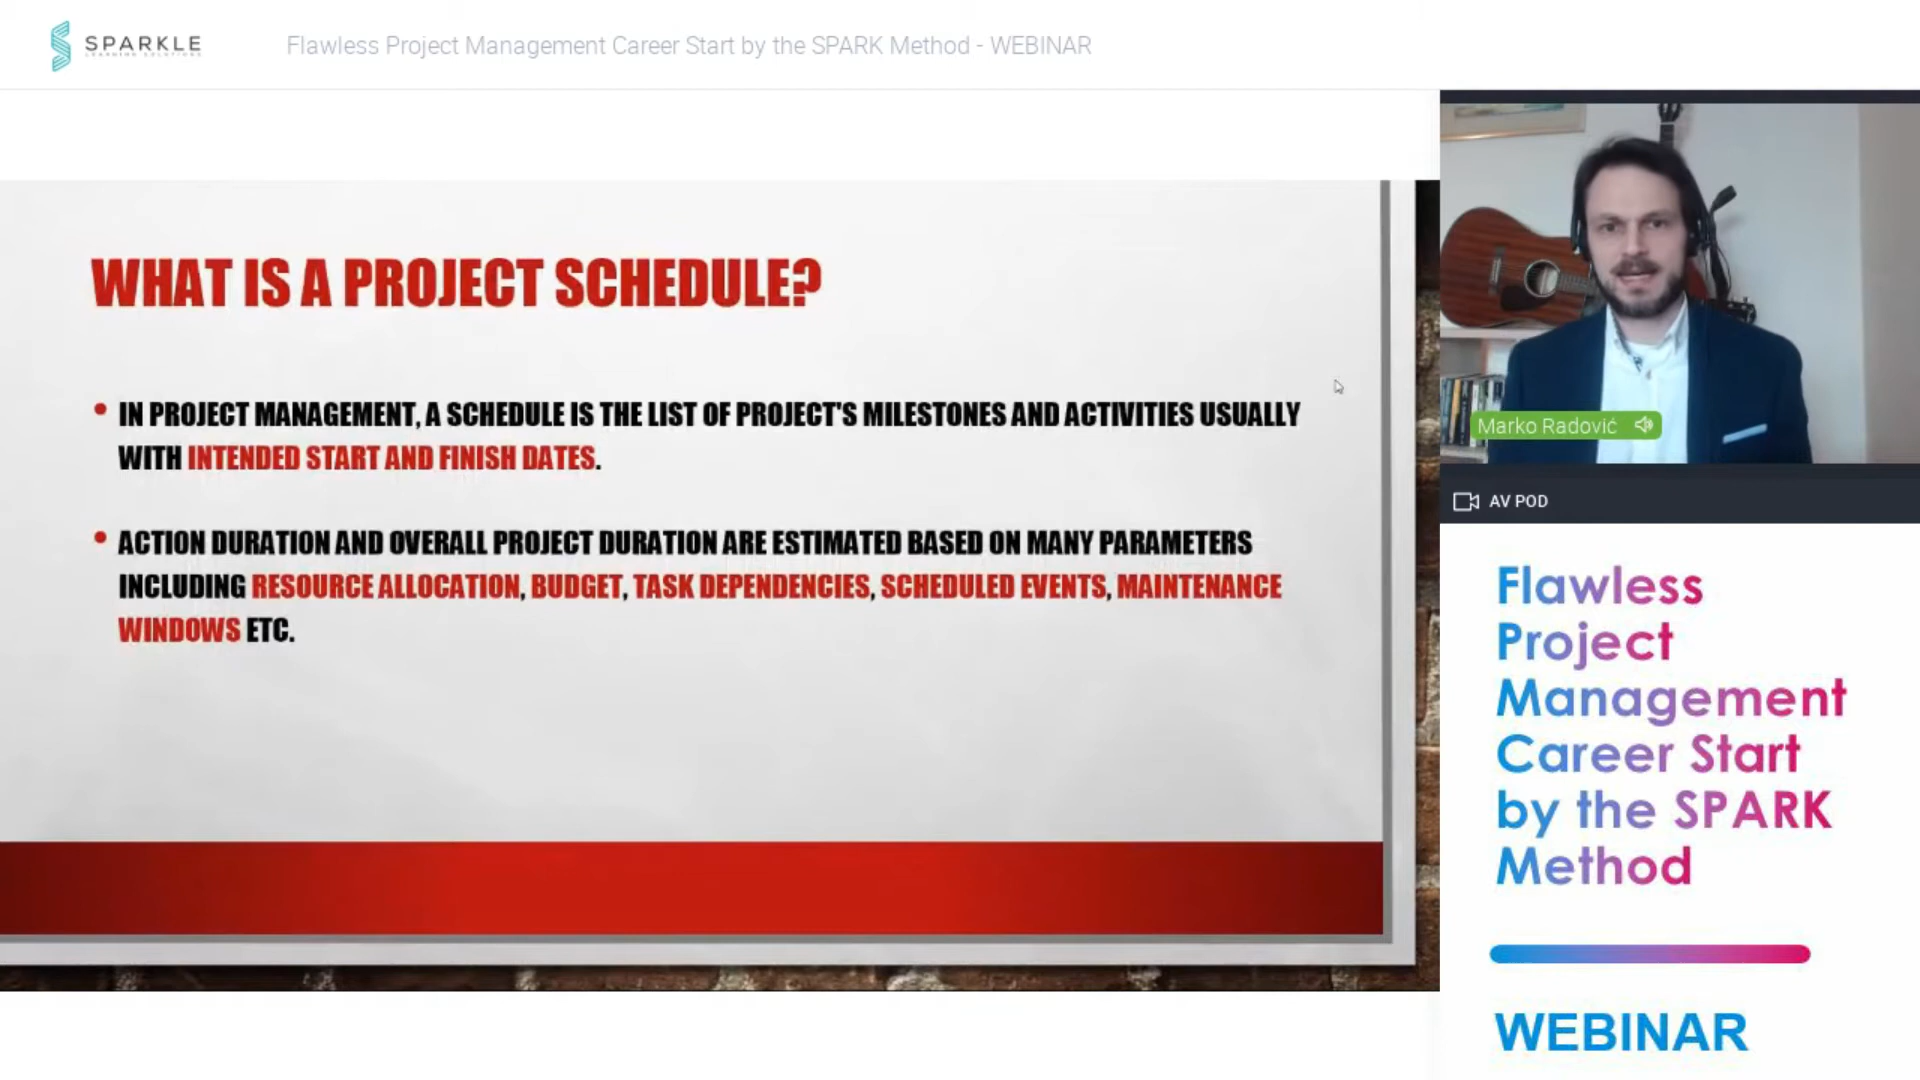 SPARKLE
LEARNING SOLUTIONS
Flawless Project Management Career Start by the SPARK Method - WEBINAR
WHAT IS A PROJECT SCHEDULE?
• IN PROJECT MANAGEMENT, A SCHEDULE IS THE LIST OF PROJECT'S MILESTONES AND ACTIVITIES USUALLY
WITH INTENDED START AND FINISH DATES.
• ACTION DURATION AND OVERALL PROJECT DURATION ARE ESTIMATED BASED ON MANY PARAMETERS
INCLUDING RESOURCE ALLOCATION, BUDGET, TASK DEPENDENCIES, SCHEDULED EVENTS, MAINTENANCE
WINDOWS ETC.
Marko Radović
AV POD
Flawless
Project
Management
Career Start
by the SPARK
Method
WEBINAR